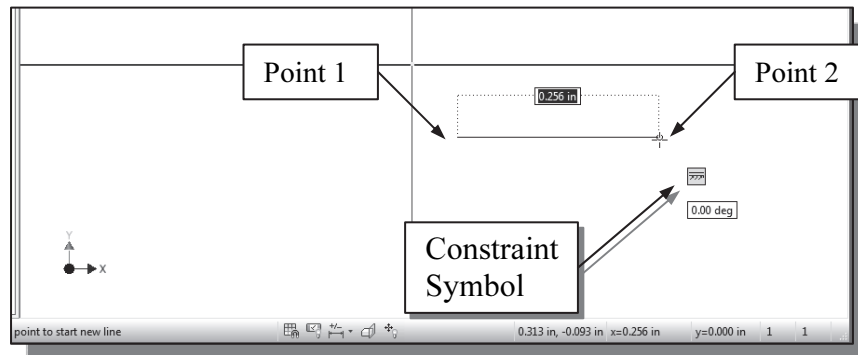 Point 1
Point 2
0.256 in
0.00 deg
Constraint
Symbol
Y
X
point to start new line
+/-
0.313 in, -0.093 in x=0.256 in y=0.000 in 1 1